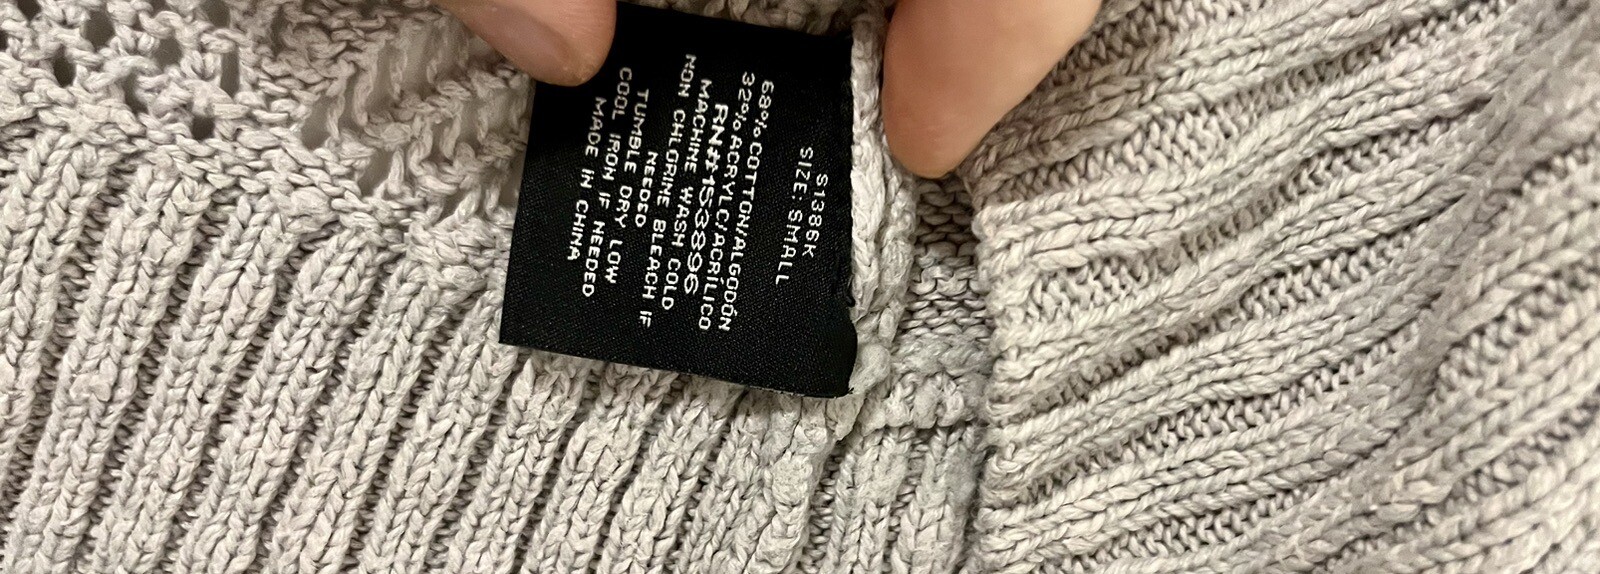 S1386K
SIZE: SMALL
68% COTTON/ALGODÓN
32% ACRYLC/ACRÍLICO
RN#153896
MACHINE WASH COLD
NON CHLORINE BLEACH IF
NEEDED
TUMBLE DRY LOW
COOL IRON IF NEEDED
MADE IN CHINA